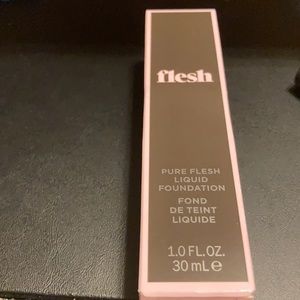 flesh
PURE FLESH
LIQUID
FOUNDATION
FOND
DE TEINT
LIQUIDE
1.0 FL.OZ.
30 mL ℮